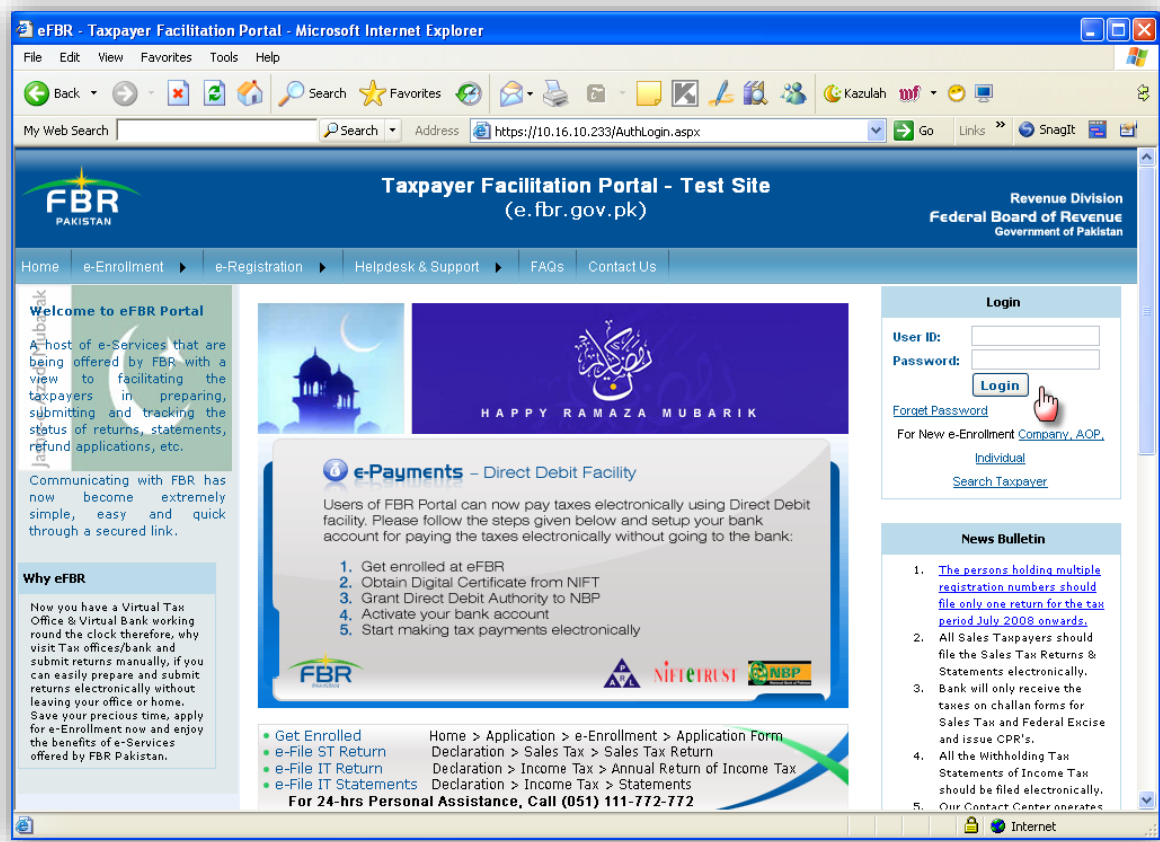 eFBR - Taxpayer Facilitation Portal - Microsoft Internet Explorer
File Edit View Favorites Tools Help
Back Search Favorites Kazulah
My Web Search Search Address https://10.16.10.233/AuthLogin.aspx Go Links » SnagIt
FBR
PAKISTAN
Taxpayer Facilitation Portal - Test Site
(e.fbr.gov.pk)
Revenue Division
Federal Board of Revenue
Government of Pakistan
Home e-Enrollment e-Registration Helpdesk & Support FAQs Contact Us
Welcome to eFBR Portal
A host of e-Services that are
being offered by FBR with a
view to facilitating the
taxpayers in preparing,
submitting and tracking the
status of returns, statements,
refund applications, etc.
Communicating with FBR has
now become extremely
simple, easy and quick
through a secured link.
Why eFBR
Now you have a Virtual Tax
Office & Virtual Bank working
round the clock therefore, why
visit Tax offices/bank and
submit returns manually, if you
can easily prepare and submit
returns electronically without
leaving your office or home.
Save your precious time, apply
for e-Enrollment now and enjoy
the benefits of e-Services
offered by FBR Pakistan.
HAPPY RAMAZA MUBARIK
e-Payments – Direct Debit Facility
Users of FBR Portal can now pay taxes electronically using Direct Debit
facility. Please follow the steps given below and setup your bank
account for paying the taxes electronically without going to the bank:
1. Get enrolled at eFBR
2. Obtain Digital Certificate from NIFT
3. Grant Direct Debit Authority to NBP
4. Activate your bank account
5. Start making tax payments electronically
FBR
PRAL
NIFTeTRUST
NBP
• Get Enrolled Home > Application > e-Enrollment > Application Form
• e-File ST Return Declaration > Sales Tax > Sales Tax Return
• e-File IT Return Declaration > Income Tax > Annual Return of Income Tax
• e-File IT Statements Declaration > Income Tax > Statements
For 24-hrs Personal Assistance, Call (051) 111-772-772
Login
User ID:
Password:
Login
Forget Password
For New e-Enrollment Company, AOP,
Individual
Search Taxpayer
News Bulletin
1. The persons holding multiple
registration numbers should
file only one return for the tax
period July 2008 onwards.
2. All Sales Taxpayers should
file the Sales Tax Returns &
Statements electronically.
3. Bank will only receive the
taxes on challan forms for
Sales Tax and Federal Excise
and issue CPR's.
4. All the Withholding Tax
Statements of Income Tax
should be filed electronically.
5. Our Contact Center operates
Internet